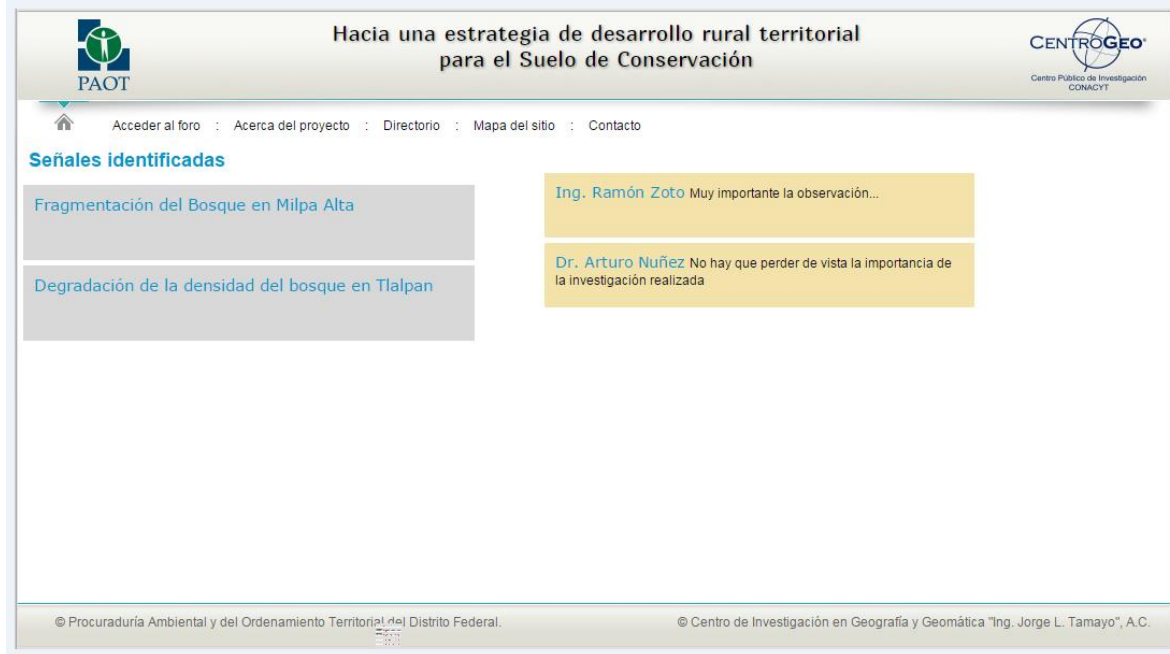 Hacia una estrategia de desarrollo rural territorial
para el Suelo de Conservación
PAOT
CENTROGEO
Centro Público de Investigación
CONACYT
Acceder al foro : Acerca del proyecto : Directorio : Mapa del sitio : Contacto
Señales identificadas
Fragmentación del Bosque en Milpa Alta
Degradación de la densidad del bosque en Tlalpan
Ing. Ramón Zoto Muy importante la observación...
Dr. Arturo Nuñez No hay que perder de vista la importancia de
la investigación realizada
© Procuraduría Ambiental y del Ordenamiento Territorial del Distrito Federal.
© Centro de Investigación en Geografía y Geomática "Ing. Jorge L. Tamayo", A.C.